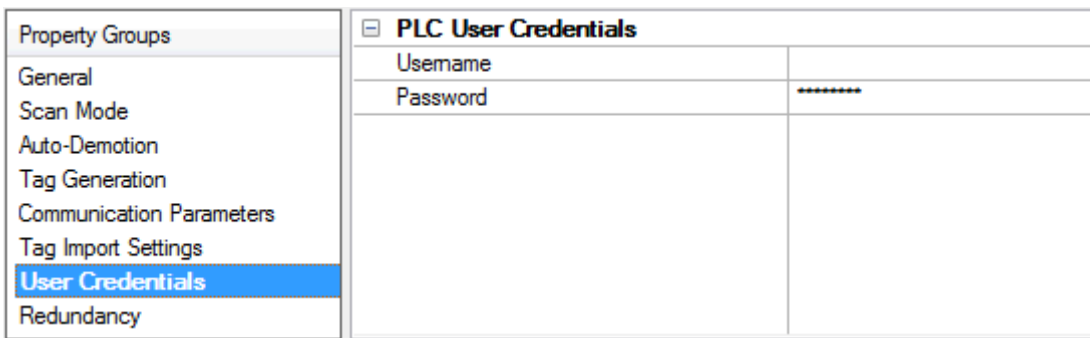 Property Groups
General
Scan Mode
Auto-Demotion
Tag Generation
Communication Parameters
Tag Import Settings
User Credentials
Redundancy
PLC User Credentials
Username
Password ********